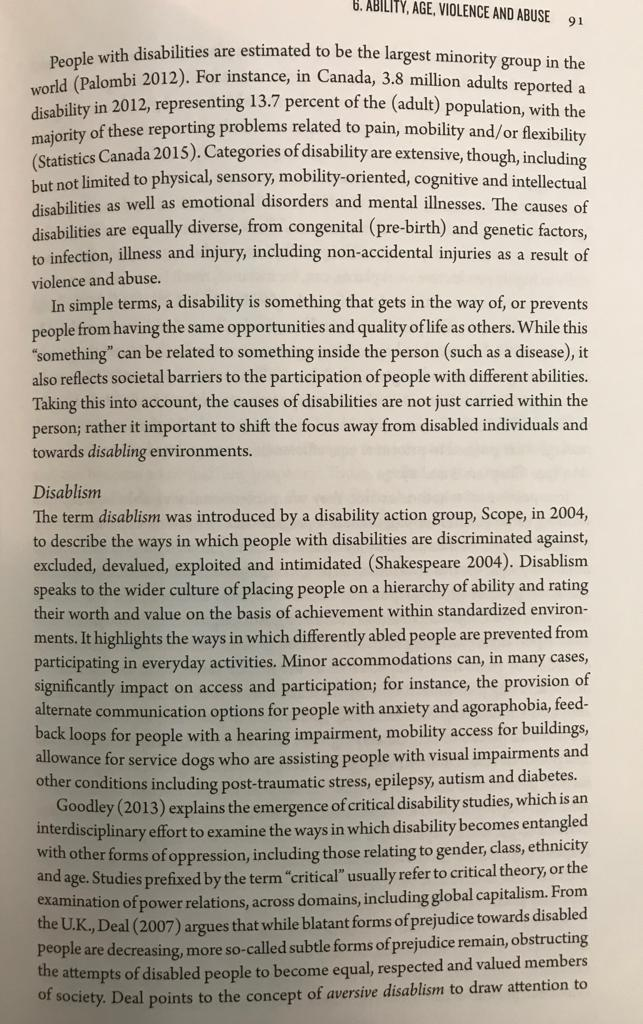 6. ABILITY, AGE, VIOLENCE AND ABUSE 91
People with disabilities are estimated to be the largest minority group in the
world (Palombi 2012). For instance, in Canada, 3.8 million adults reported a
disability in 2012, representing 13.7 percent of the (adult) population, with the
majority of these reporting problems related to pain, mobility and/or flexibility
(Statistics Canada 2015). Categories of disability are extensive, though, including
but not limited to physical, sensory, mobility-oriented, cognitive and intellectual
disabilities as well as emotional disorders and mental illnesses. The causes of
disabilities are equally diverse, from congenital (pre-birth) and genetic factors,
to infection, illness and injury, including non-accidental injuries as a result of
violence and abuse.
In simple terms, a disability is something that gets in the way of, or prevents
people from having the same opportunities and quality of life as others. While this
“something” can be related to something inside the person (such as a disease), it
also reflects societal barriers to the participation of people with different abilities.
Taking this into account, the causes of disabilities are not just carried within the
person; rather it important to shift the focus away from disabled individuals and
towards disabling environments.
Disablism
The term disablism was introduced by a disability action group, Scope, in 2004,
to describe the ways in which people with disabilities are discriminated against,
excluded, devalued, exploited and intimidated (Shakespeare 2004). Disablism
speaks to the wider culture of placing people on a hierarchy of ability and rating
their worth and value on the basis of achievement within standardized environ-
ments. It highlights the ways in which differently abled people are prevented from
participating in everyday activities. Minor accommodations can, in many cases,
significantly impact on access and participation; for instance, the provision of
alternate communication options for people with anxiety and agoraphobia, feed-
back loops for people with a hearing impairment, mobility access for buildings,
allowance for service dogs who are assisting people with visual impairments and
other conditions including post-traumatic stress, epilepsy, autism and diabetes.
Goodley (2013) explains the emergence of critical disability studies, which is an
interdisciplinary effort to examine the ways in which disability becomes entangled
with other forms of oppression, including those relating to gender, class, ethnicity
and age. Studies prefixed by the term “critical” usually refer to critical theory, or the
examination of power relations, across domains, including global capitalism. From
the U.K., Deal (2007) argues that while blatant forms of prejudice towards disabled
people are decreasing, more so-called subtle forms of prejudice remain, obstructing
the attempts of disabled people to become equal, respected and valued members
of society. Deal points to the concept of aversive disablism to draw attention to